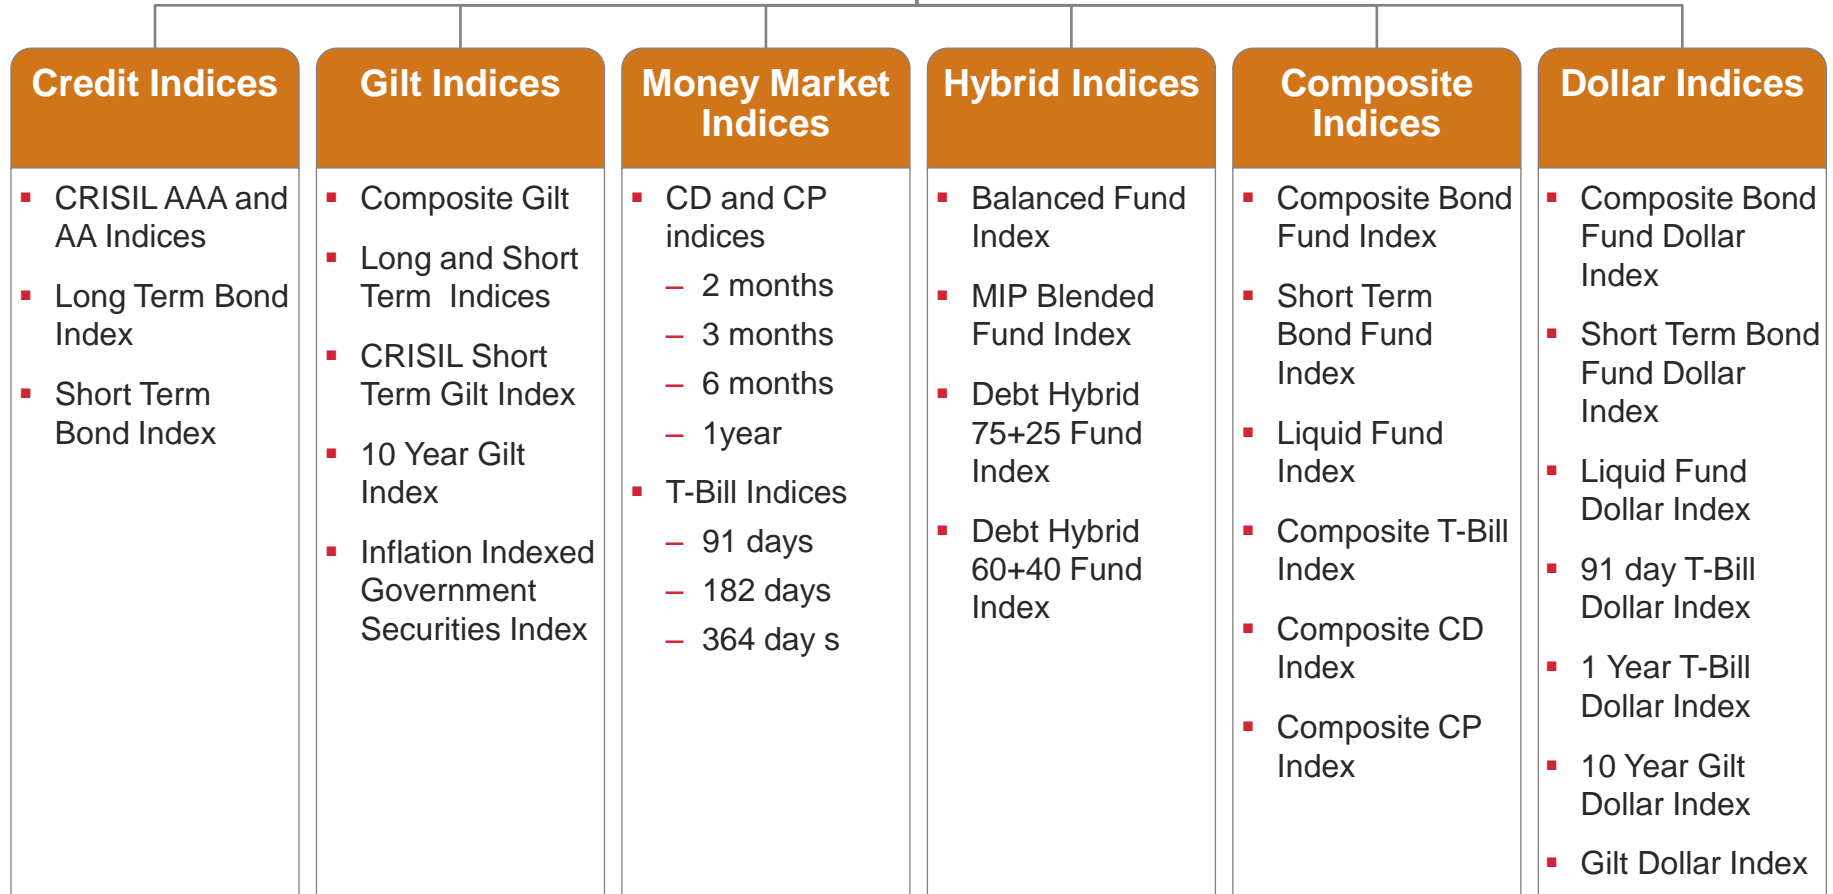 Credit Indices
CRISIL AAA and
AA Indices
Long Term Bond
Index
Short Term
Bond Index
Gilt Indices
Composite Gilt
Long and Short
Term  Indices
CRISIL Short
Term Gilt Index
10 Year Gilt
Index
Inflation Indexed
Government
Securities Index
Money Market
Indices
CD and CP
indices
– 2 months
– 3 months
– 6 months
– 1year
T-Bill Indices
– 91 days
– 182 days
– 364 day s
Hybrid Indices
Balanced Fund
Index
MIP Blended
Fund Index
Debt Hybrid
75+25 Fund
Index
Debt Hybrid
60+40 Fund
Index
Composite
Indices
Composite Bond
Fund Index
Short Term
Bond Fund
Index
Liquid Fund
Index
Composite T-Bill
Index
Composite CD
Index
Composite CP
Index
Dollar Indices
Composite Bond
Fund Dollar
Index
Short Term Bond
Fund Dollar
Index
Liquid Fund
Dollar Index
91 day T-Bill
Dollar Index
1 Year T-Bill
Dollar Index
10 Year Gilt
Dollar Index
Gilt Dollar Index